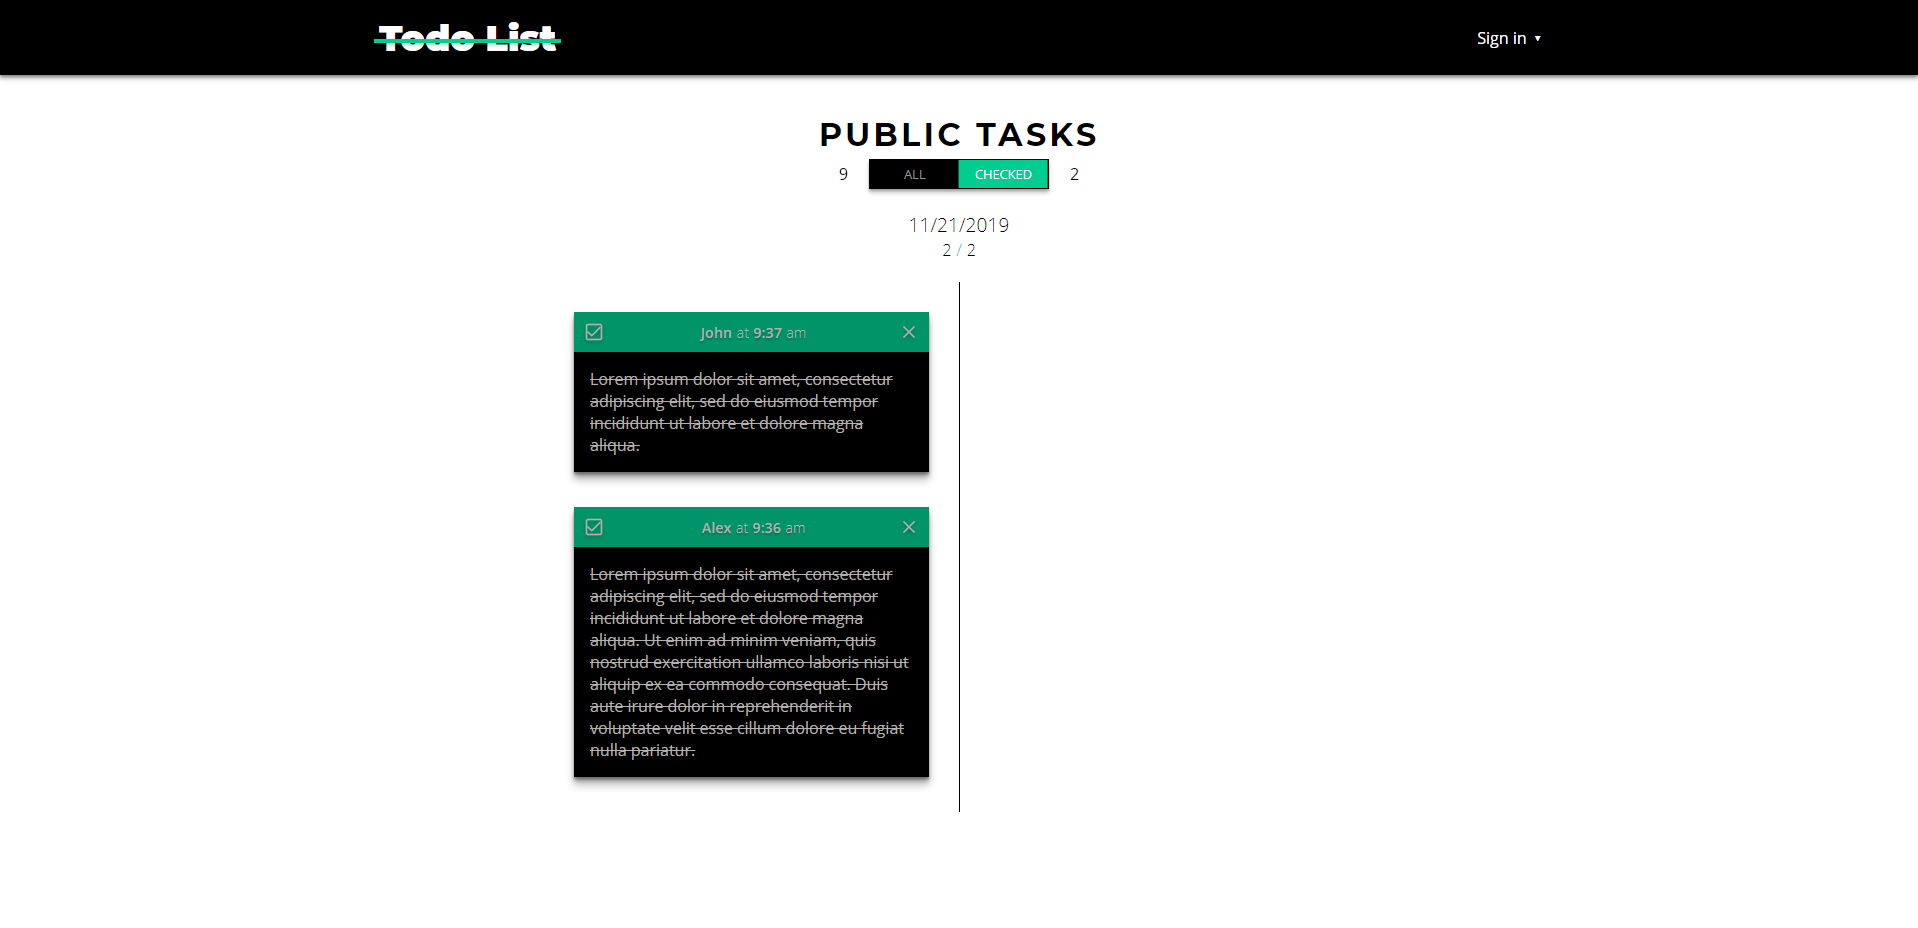 Todo List
Sign in ▼
PUBLIC TASKS
9 ALL CHECKED 2
11/21/2019
2 / 2
John at 9:37 am
Lorem ipsum dolor sit amet, consectetur
adipiscing elit, sed do eiusmod tempor
incididunt ut labore et dolore magna
aliqua.
Alex at 9:36 am
Lorem ipsum dolor sit amet, consectetur
adipiscing elit, sed do eiusmod tempor
incididunt ut labore et dolore magna
aliqua. Ut enim ad minim veniam, quis
nostrud exercitation ullamco laboris nisi ut
aliquip ex ea commodo consequat. Duis
aute irure dolor in reprehenderit in
voluptate velit esse cillum dolore eu fugiat
nulla pariatur.